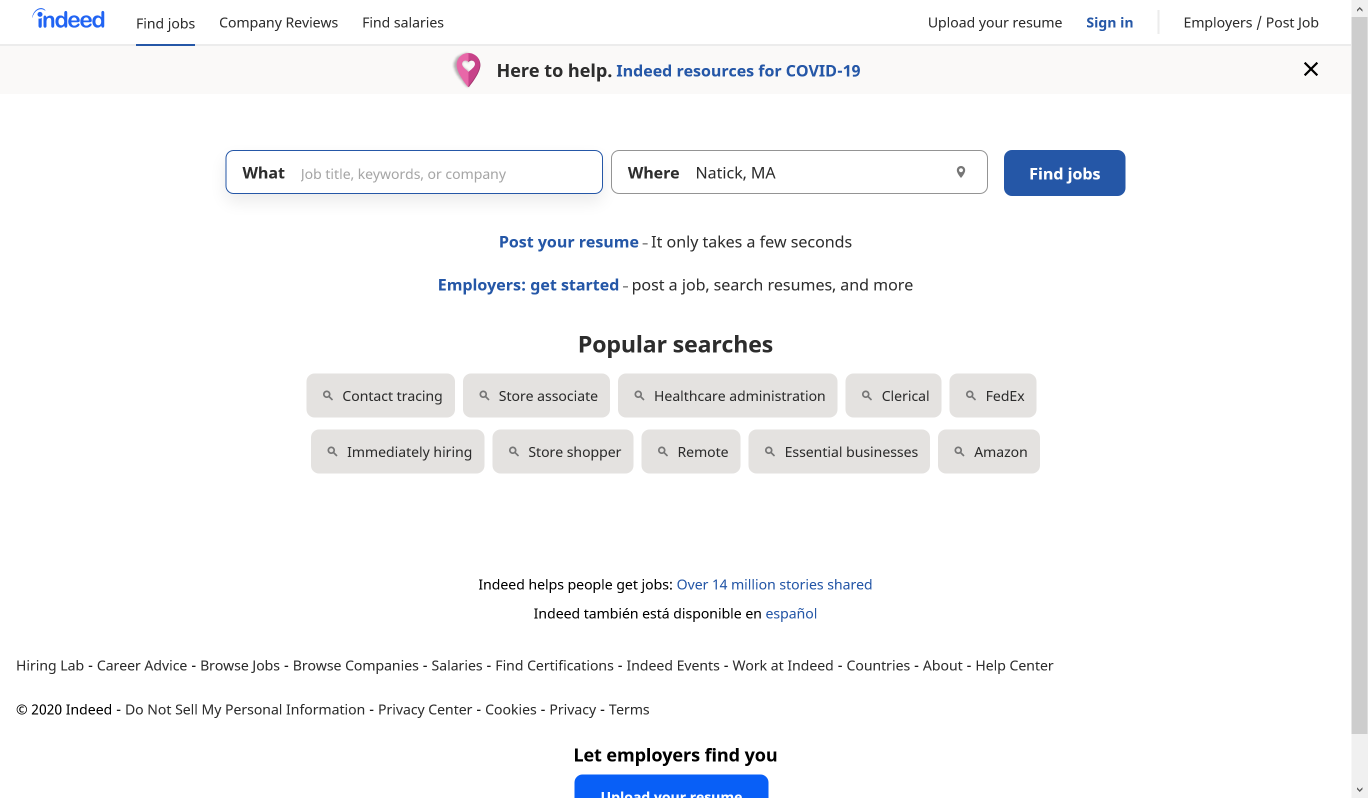 indeed Find jobs Company Reviews Find salaries Upload your resume Sign in Employers / Post Job
Here to help. Indeed resources for COVID-19
What Job title, keywords, or company Where Natick, MA Find jobs
Post your resume – It only takes a few seconds
Employers: get started – post a job, search resumes, and more
Popular searches
Contact tracing Store associate Healthcare administration Clerical FedEx
Immediately hiring Store shopper Remote Essential businesses Amazon
Indeed helps people get jobs: Over 14 million stories shared
Indeed también está disponible en español
Hiring Lab - Career Advice - Browse Jobs - Browse Companies - Salaries - Find Certifications - Indeed Events - Work at Indeed - Countries - About - Help Center
© 2020 Indeed - Do Not Sell My Personal Information - Privacy Center - Cookies - Privacy - Terms
Let employers find you
Upload your resume